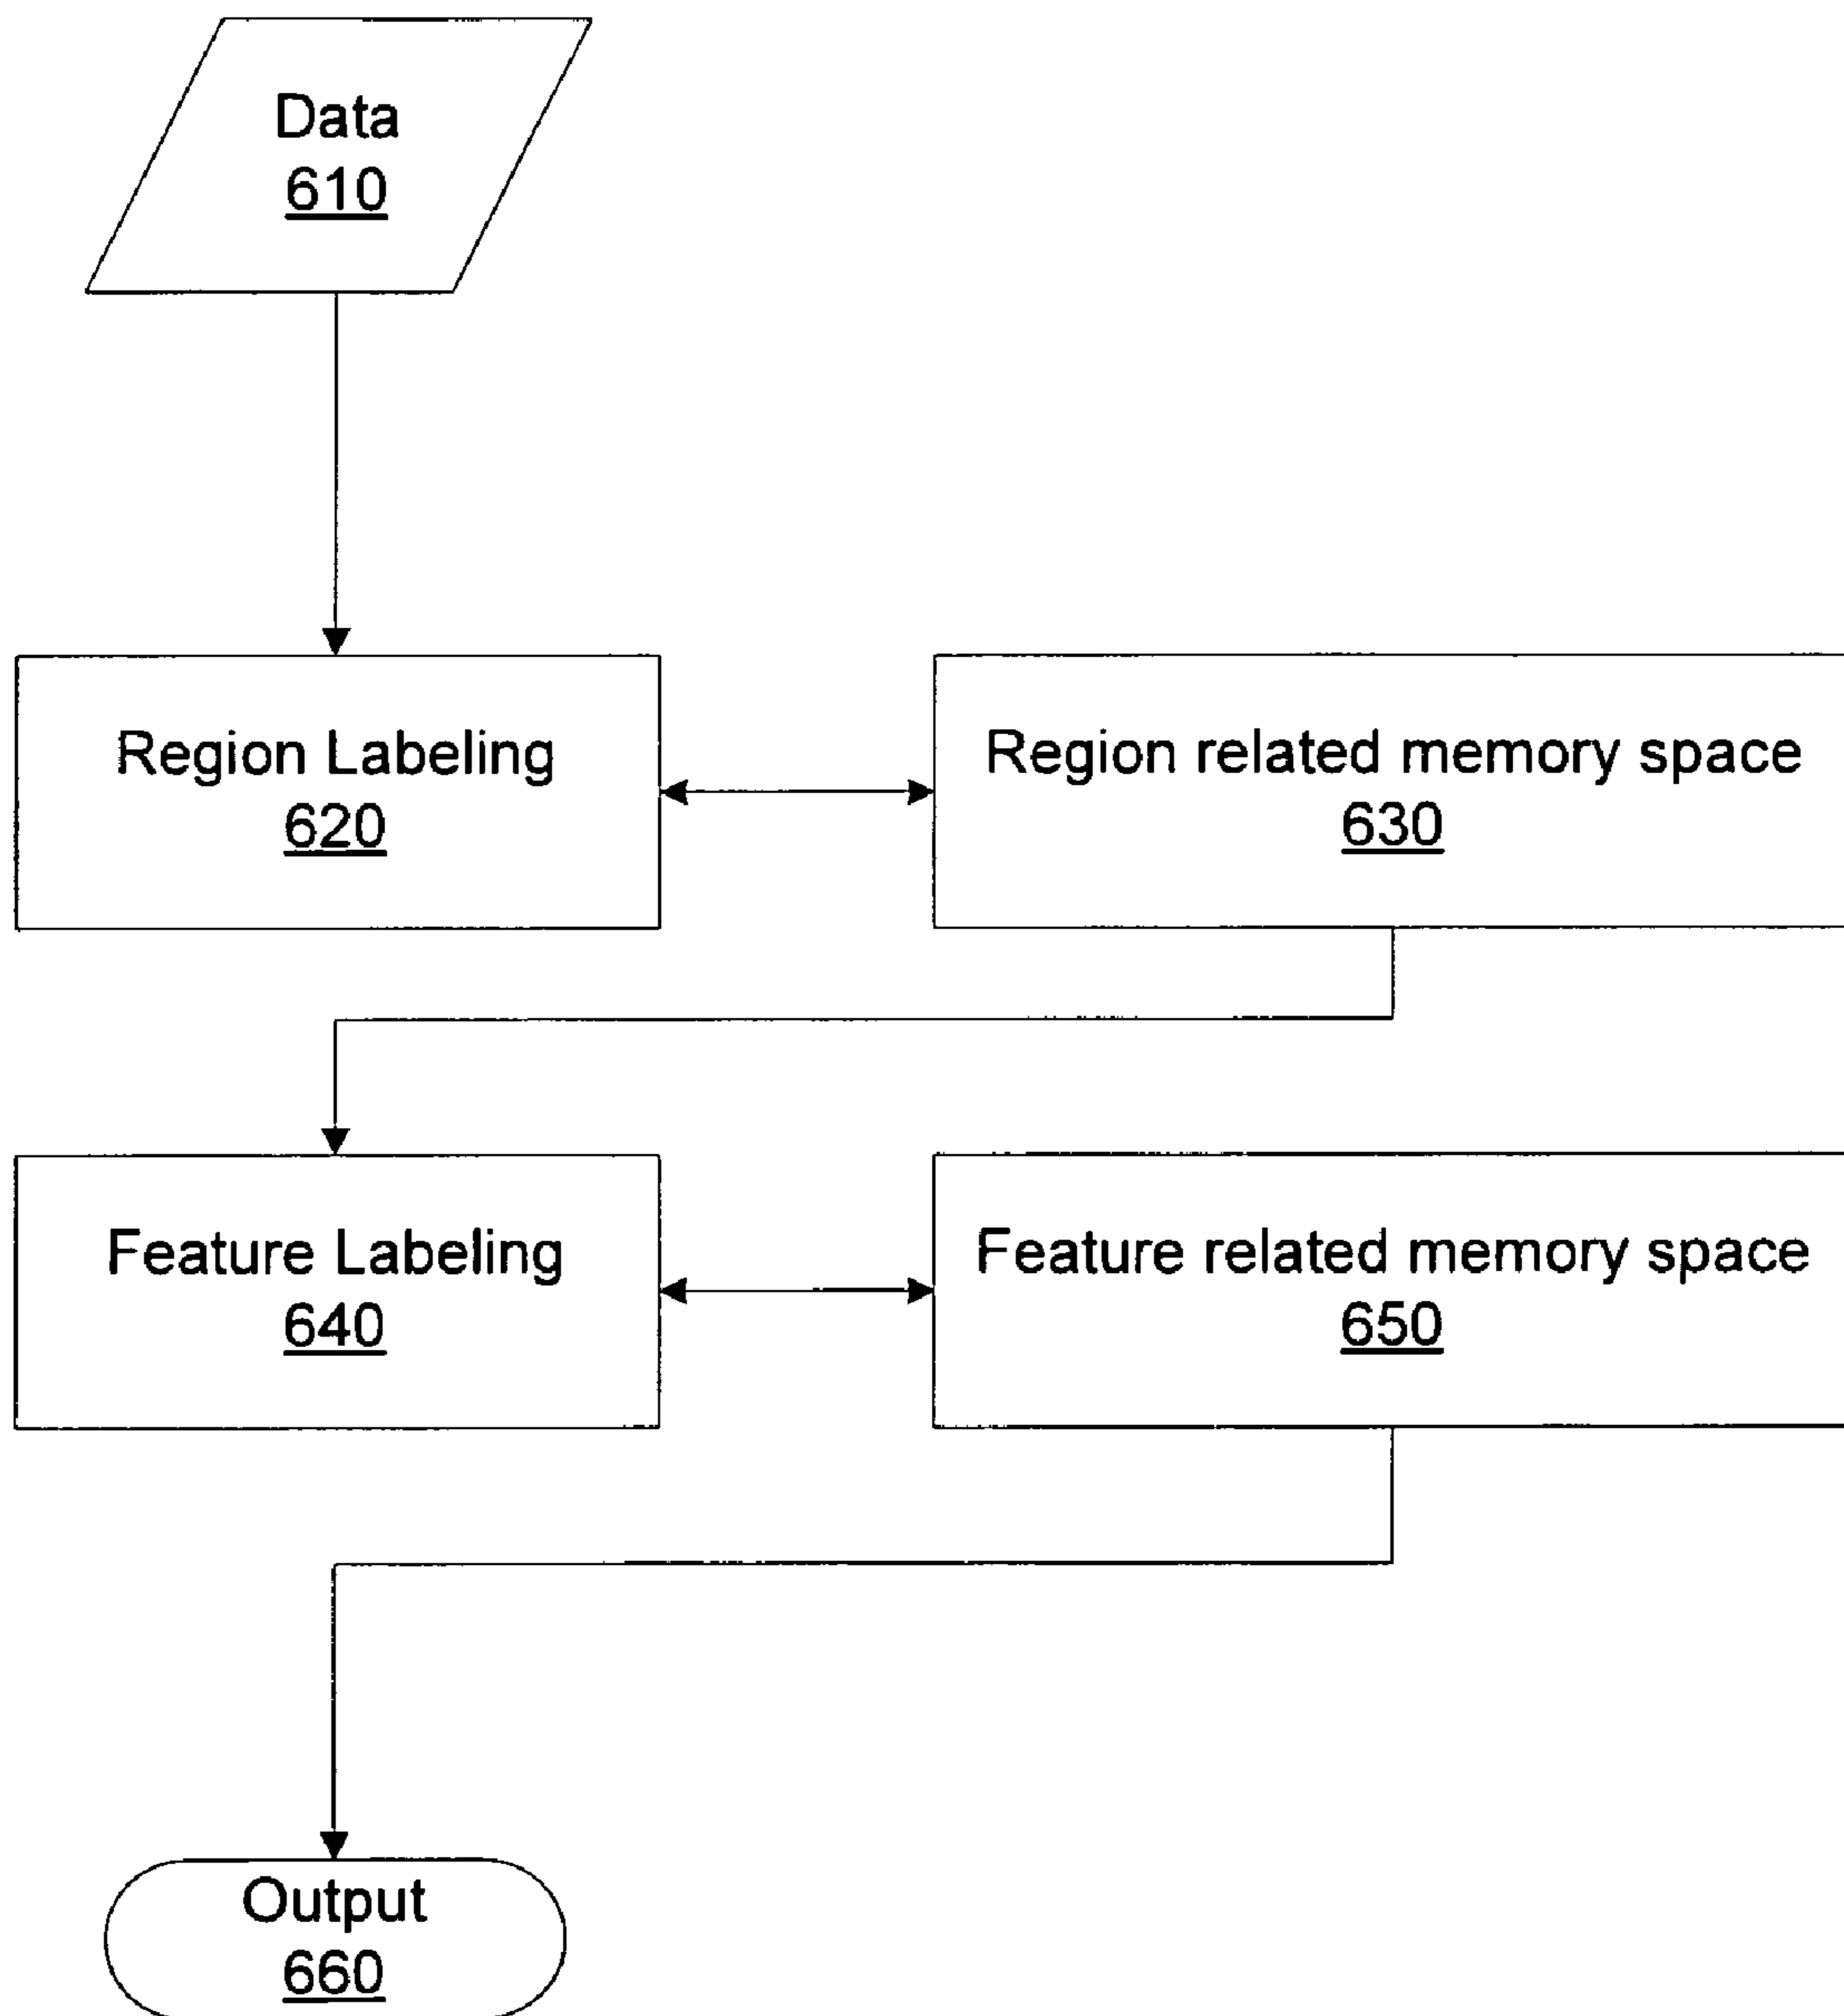 Data
610
Region Labeling
620
Region related memory space
630
Feature Labeling
640
Feature related memory space
650
Output
660